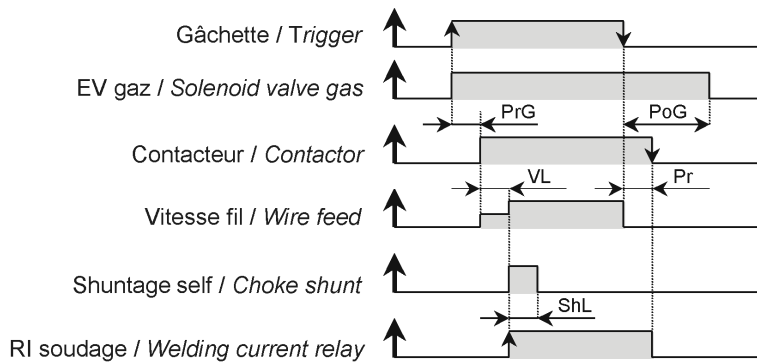 Gâchette / Trigger
EV gaz / Solenoid valve gas
PrG
PoG
Contacteur / Contactor
VL
Pr
Vitesse fil / Wire feed
Shuntage self / Choke shunt
ShL
RI soudage / Welding current relay